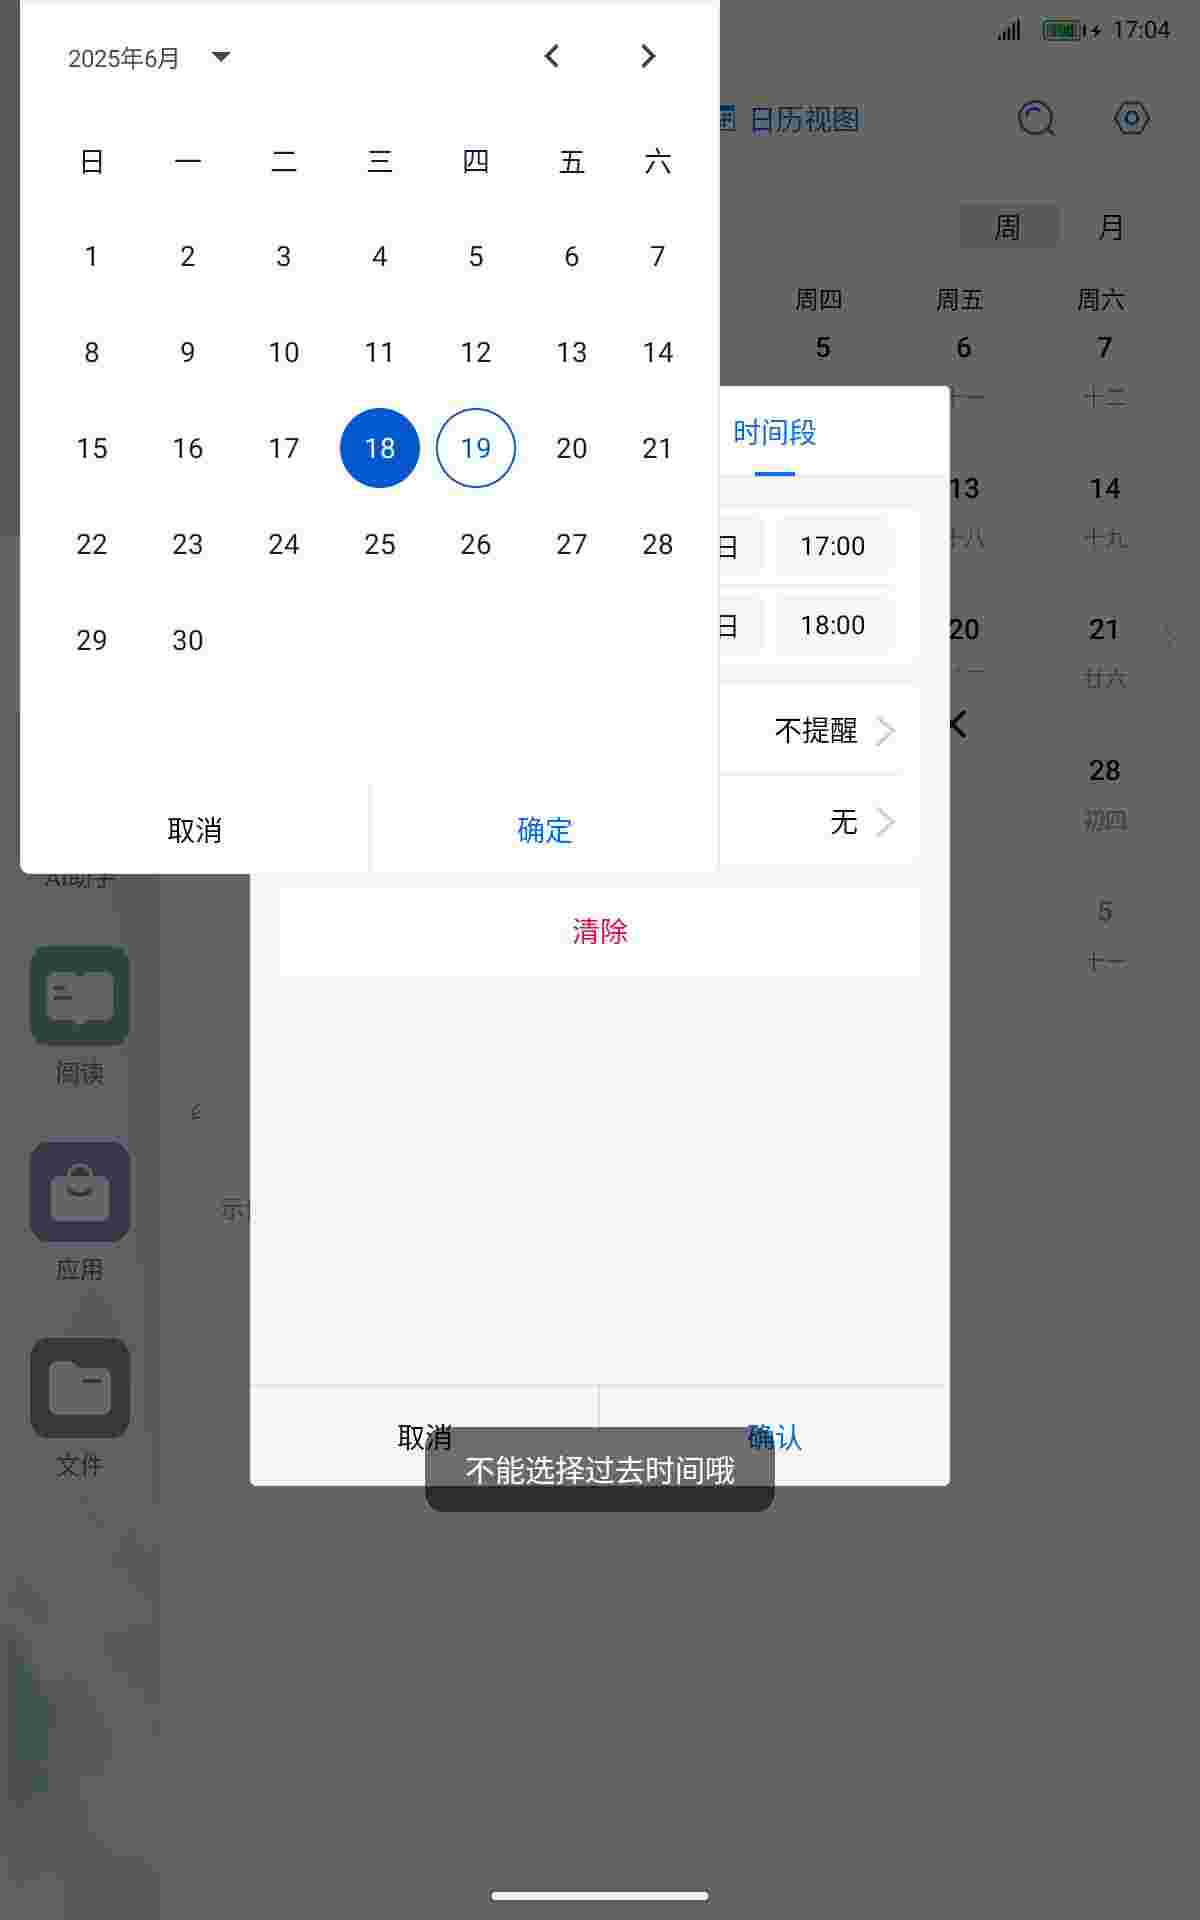 17:04
2025年6月
日历视图
日 一 二 三 四 五 六
1 2 3 4 5 6 7
8 9 10 11 12 13 14
15 16 17 18 19 20 21
22 23 24 25 26 27 28
29 30
取消 确定
周 月
周四 周五 周六
5 6 7
十一 十二
时间段
13 14
十八 十九
日 17:00
日 18:00
20 21
廿六
不提醒
28
无
初四
AI助手
清除
5
十一
阅读
应用
文件
取消 确认
不能选择过去时间哦